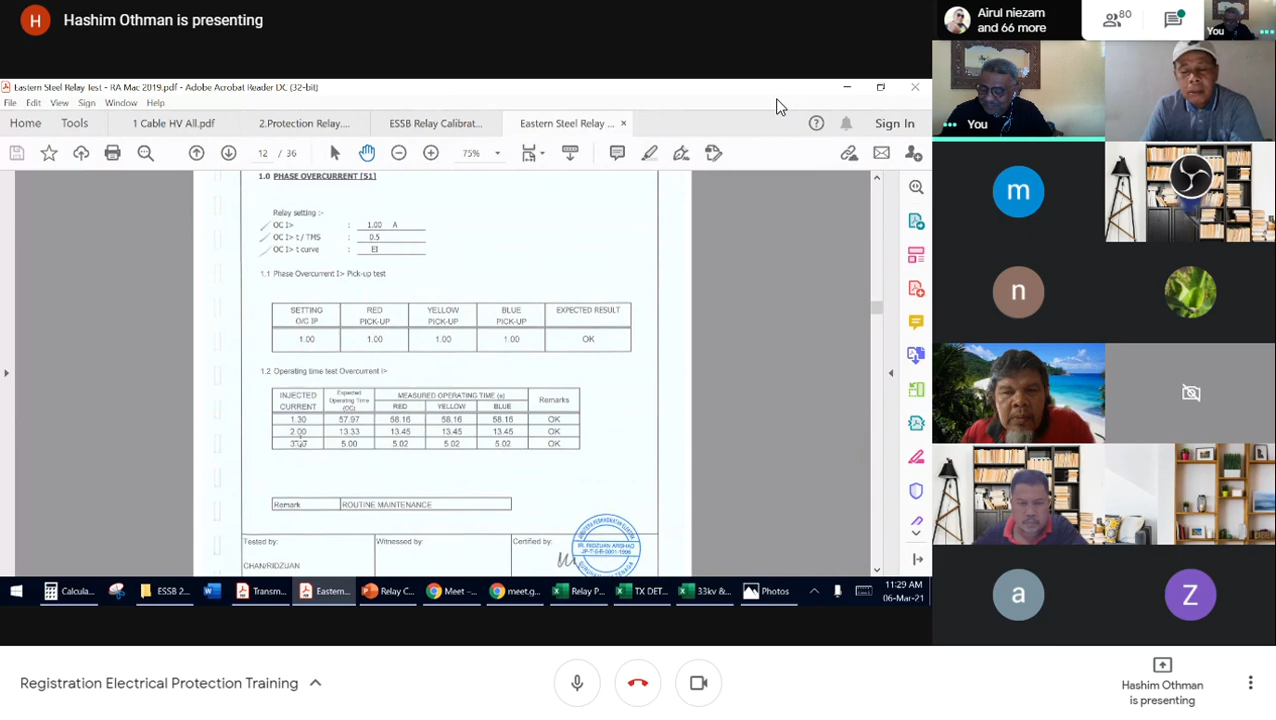 H Hashim Othman is presenting
Airul niezam
and 66 more
80
You
Eastern Steel Relay Test - RA Mac 2019.pdf - Adobe Acrobat Reader DC (32-bit)
File Edit View Sign Window Help
Home Tools 1 Cable HV All.pdf 2.Protection Relay.... ESSB Relay Calibrat... Eastern Steel Relay ... × Sign In
12 / 36 75%
1.0 PHASE OVERCURRENT [51]
Relay setting :-
OC I> : 1.00 A
OC I> t / TMS : 0.5
OC I> t curve : EI
1.1 Phase Overcurrent I> Pick-up test
SETTING O/C IP RED PICK-UP YELLOW PICK-UP BLUE PICK-UP EXPECTED RESULT
1.00 1.00 1.00 1.00 OK
1.2 Operating time test Overcurrent I>
INJECTED CURRENT Expected Operating Time (OC) MEASURED OPERATING TIME (s) Remarks
RED YELLOW BLUE
1.30 57.97 58.16 58.16 58.16 OK
2.00 13.33 13.45 13.45 13.45 OK
5.00 5.02 5.02 5.02 OK
Remark ROUTINE MAINTENANCE
Tested by: Witnessed by: Certified by:
CHAN/RIDZUAN
IR. RIDZUAN ARSHAD
You
m
n
a
Z
Calcula... ESSB 2... Transm... Eastern... Relay C... Meet -... meet.g... Relay P... TX DET... 33kv &... Photos
11:29 AM
06-Mar-21
Registration Electrical Protection Training
Hashim Othman
is presenting